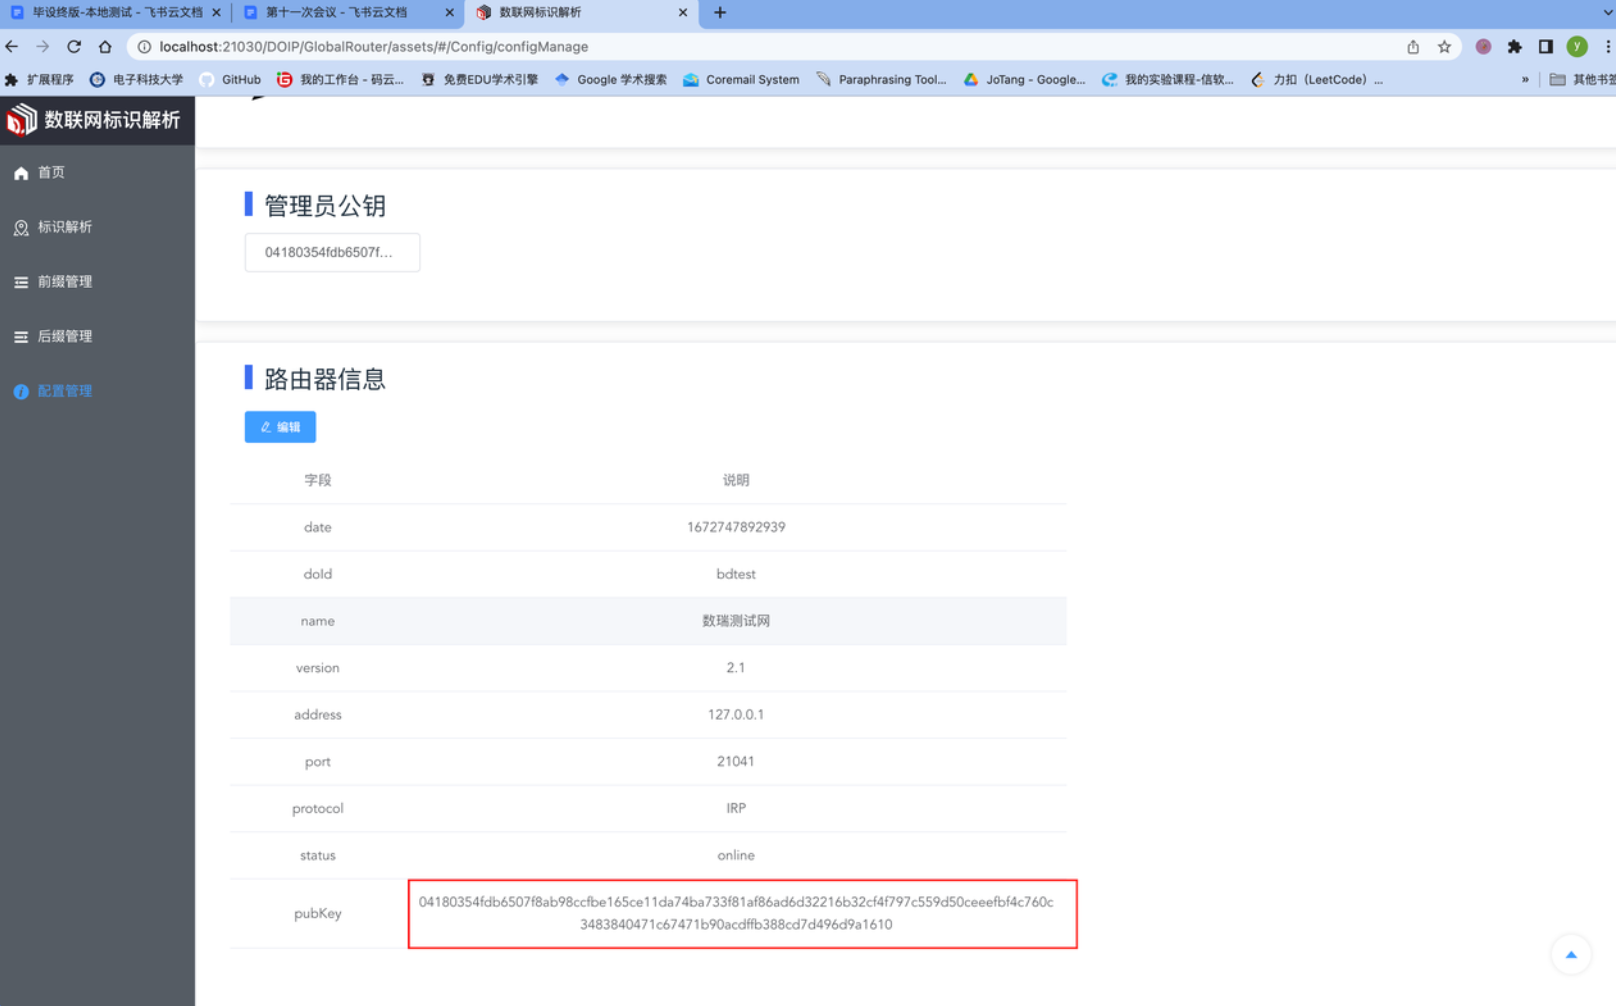 毕设终版-本地测试 - 飞书云文档
第十一次会议 - 飞书云文档
数联网标识解析
localhost:21030/DOIP/GlobalRouter/assets/#/Config/configManage
y
扩展程序
电子科技大学
GitHub
我的工作台 - 码云...
免费EDU学术引擎
Google 学术搜索
Coremail System
Paraphrasing Tool...
JoTang - Google...
我的实验课程-信软...
力扣（LeetCode）...
»
其他书签
数联网标识解析
首页
标识解析
前缀管理
后缀管理
配置管理
管理员公钥
04180354fdb6507f...
路由器信息
编辑
字段 说明
date 1672747892939
doId bdtest
name 数瑞测试网
version 2.1
address 127.0.0.1
port 21041
protocol IRP
status online
pubKey 04180354fdb6507f8ab98ccfbe165ce11da74ba733f81af86ad6d32216b32cf4f797c559d50ceeefbf4c760c
3483840471c67471b90acdffb388cd7d496d9a1610